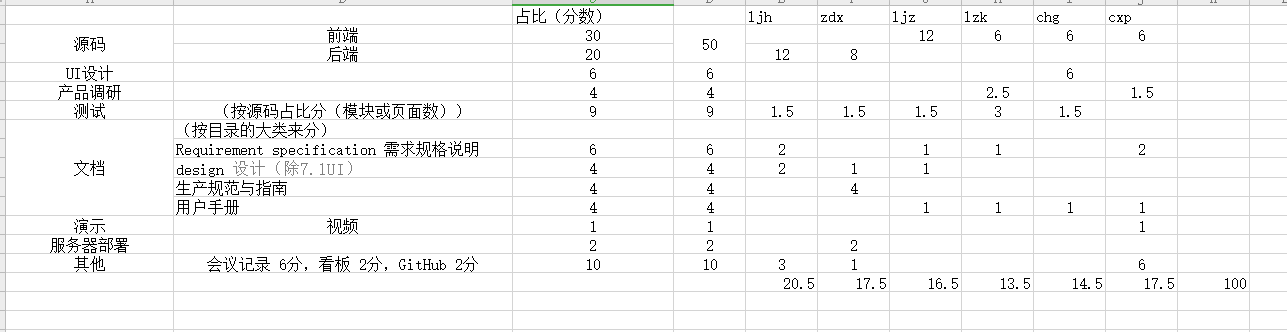 占比（分数） ljh zdx ljz lzk chg cxp
源码 前端 30 50 12 6 6 6
后端 20 12 8
UI设计 6 6 6
产品调研 4 4 2.5 1.5
测试 （按源码占比分（模块或页面数）） 9 9 1.5 1.5 1.5 3 1.5
文档 （按目录的大类来分）
Requirement specification 需求规格说明 6 6 2 1 1 2
design 设计（除7.1UI） 4 4 2 1 1
生产规范与指南 4 4 4
用户手册 4 4 1 1 1 1
演示 视频 1 1 1
服务器部署 2 2 2
其他 会议记录 6分，看板 2分，GitHub 2分 10 10 3 1 6
20.5 17.5 16.5 13.5 14.5 17.5 100